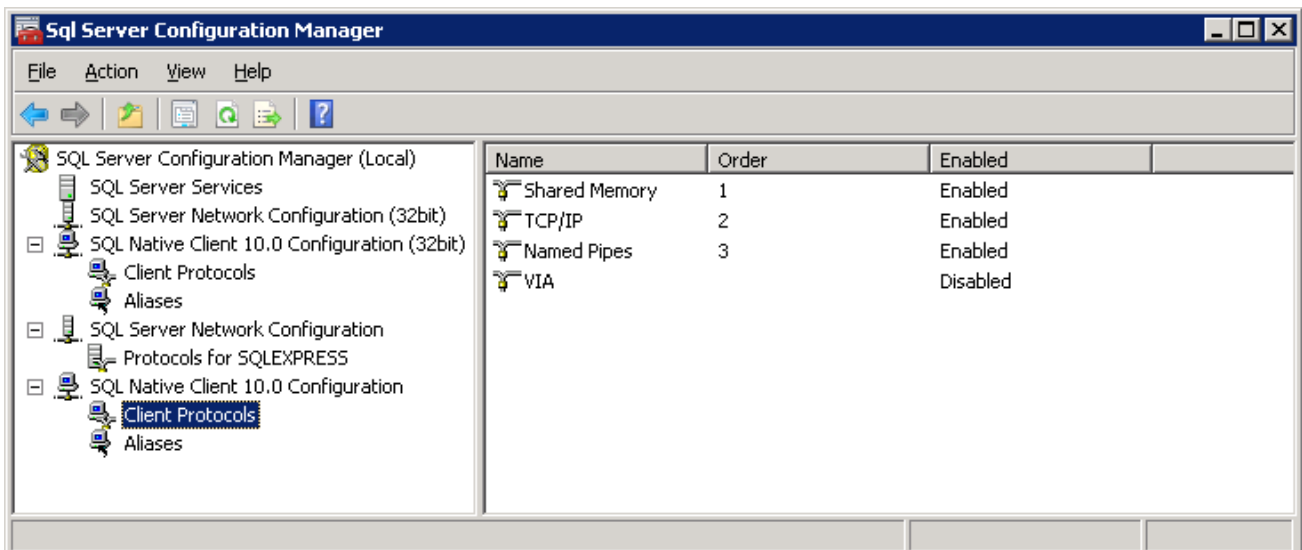 Sql Server Configuration Manager
File Action View Help
SQL Server Configuration Manager (Local)
SQL Server Services
SQL Server Network Configuration (32bit)
SQL Native Client 10.0 Configuration (32bit)
Client Protocols
Aliases
SQL Server Network Configuration
Protocols for SQLEXPRESS
SQL Native Client 10.0 Configuration
Client Protocols
Aliases
Name Order Enabled
Shared Memory 1 Enabled
TCP/IP 2 Enabled
Named Pipes 3 Enabled
VIA Disabled